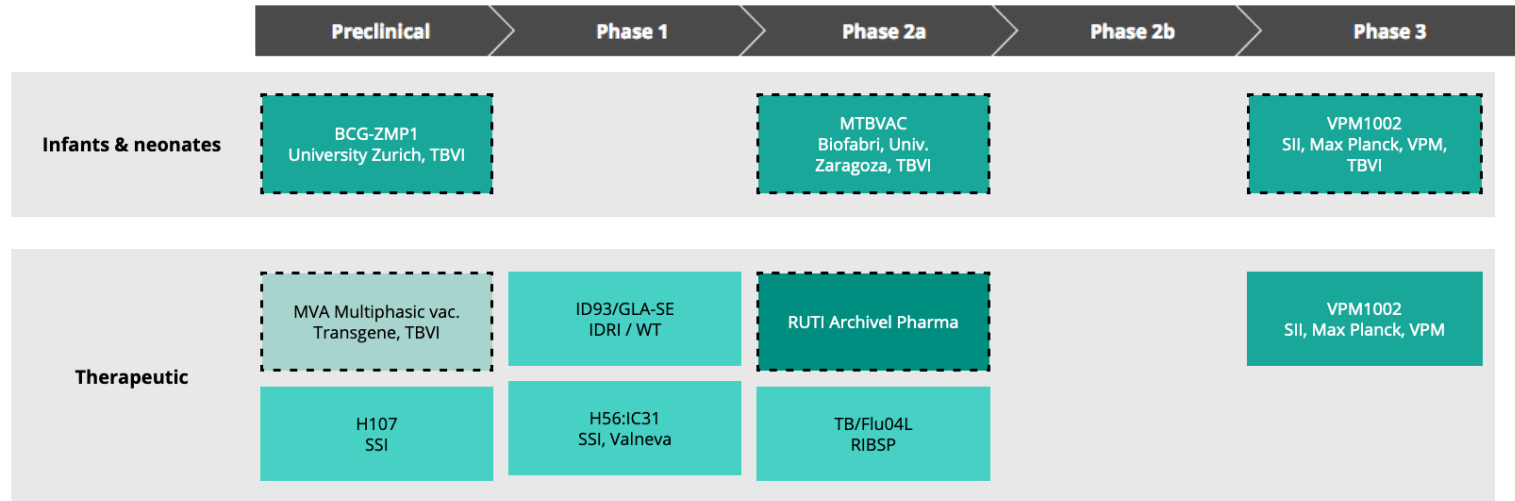 Preclinical
Phase 1
Phase 2a
Phase 2b
Phase 3
Infants & neonates
BCG-ZMP1
University Zurich, TBVI
MTBVAC
Biofabri, Univ.
Zaragoza, TBVI
VPM1002
SII, Max Planck, VPM,
TBVI
Therapeutic
MVA Multiphasic vac.
Transgene, TBVI
ID93/GLA-SE
IDRI / WT
RUTI Archivel Pharma
VPM1002
SII, Max Planck, VPM
H107
SSI
H56:IC31
SSI, Valneva
TB/Flu04L
RIBSP